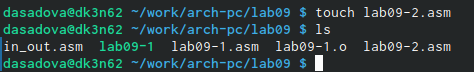 dasadova@dk3n62 ~/work/arch-pc/lab09 $ touch lab09-2.asm
dasadova@dk3n62 ~/work/arch-pc/lab09 $ ls
in_out.asm  lab09-1  lab09-1.asm  lab09-1.o  lab09-2.asm
dasadova@dk3n62 ~/work/arch-pc/lab09 $